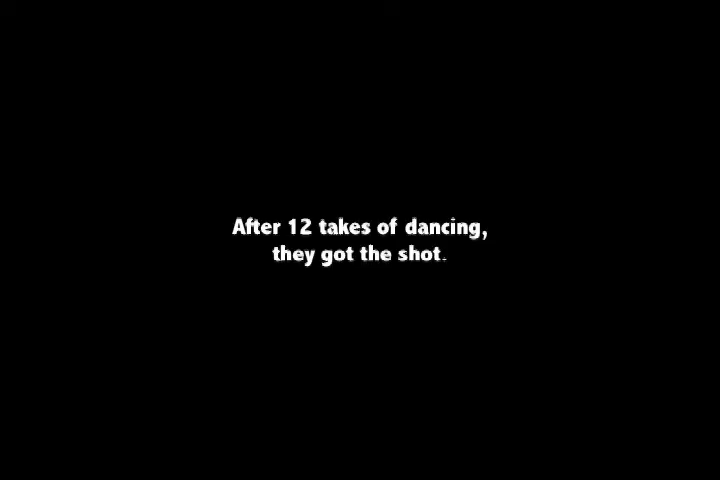 After 12 takes of dancing,
they got the shot.